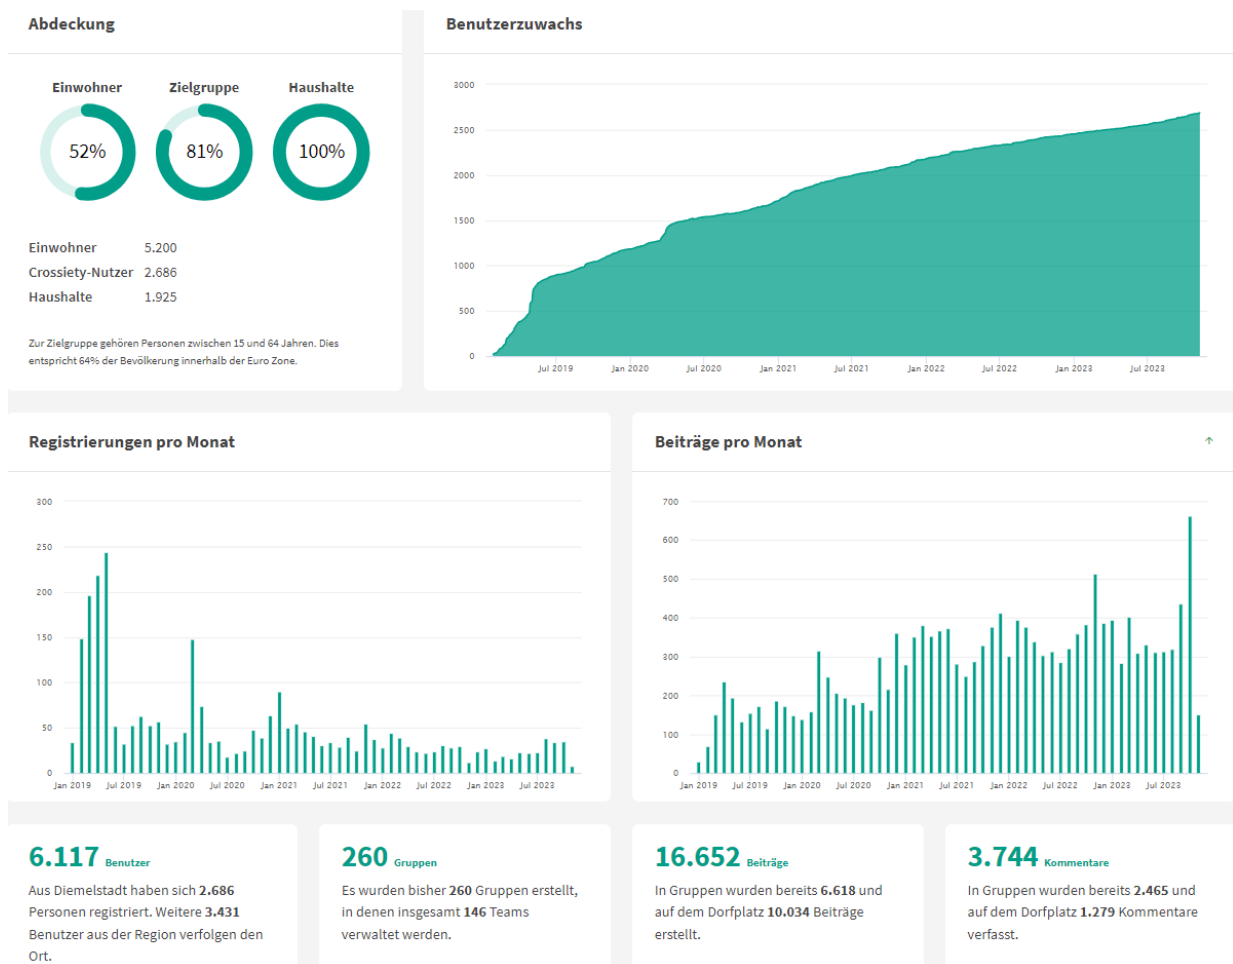 Abdeckung
Einwohner Zielgruppe Haushalte
52% 81% 100%
Einwohner 5.200
Crossiety-Nutzer 2.686
Haushalte 1.925
Zur Zielgruppe gehören Personen zwischen 15 und 64 Jahren. Dies
entspricht 64% der Bevölkerung innerhalb der Euro Zone.
Benutzerzuwachs
3000
2500
2000
1500
1000
500
0
Jul 2019 Jan 2020 Jul 2020 Jan 2021 Jul 2021 Jan 2022 Jul 2022 Jan 2023 Jul 2023
Registrierungen pro Monat
300
250
200
150
100
50
0
Jan 2019 Jul 2019 Jan 2020 Jul 2020 Jan 2021 Jul 2021 Jan 2022 Jul 2022 Jan 2023 Jul 2023
Beiträge pro Monat ↑
700
600
500
400
300
200
100
0
Jan 2019 Jul 2019 Jan 2020 Jul 2020 Jan 2021 Jul 2021 Jan 2022 Jul 2022 Jan 2023 Jul 2023
6.117 Benutzer
Aus Diemelstadt haben sich 2.686
Personen registriert. Weitere 3.431
Benutzer aus der Region verfolgen den
Ort.
260 Gruppen
Es wurden bisher 260 Gruppen erstellt,
in denen insgesamt 146 Teams
verwaltet werden.
16.652 Beiträge
In Gruppen wurden bereits 6.618 und
auf dem Dorfplatz 10.034 Beiträge
erstellt.
3.744 Kommentare
In Gruppen wurden bereits 2.465 und
auf dem Dorfplatz 1.279 Kommentare
verfasst.